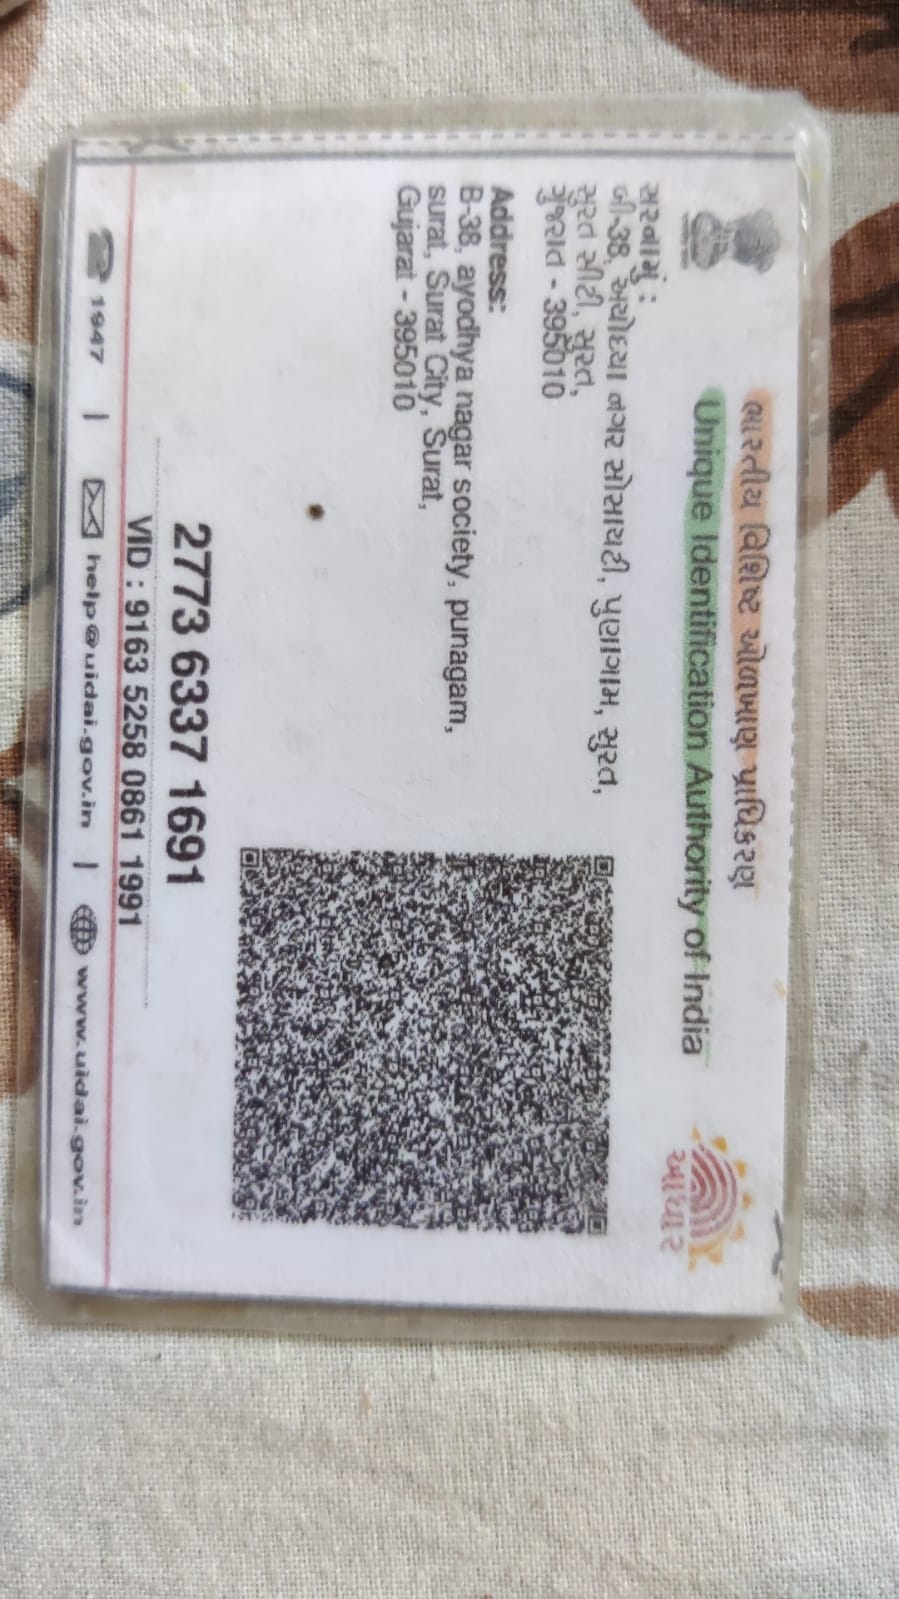 ભારતીય વિશિષ્ટ ઓળખાણ પ્રાધિકરણ
Unique Identification Authority of India
આધાર
સરનામું :
બી-38, અયોધ્યા નગર સોસાયટી, પુણાગામ, સુરત,
સુરત સીટી, સુરત,
ગુજરાત - 395010
Address:
B-38, ayodhya nagar society, punagam,
surat, Surat City, Surat,
Gujarat - 395010
2773 6337 1691
VID : 9163 5258 0861 1991
1947 | help@uidai.gov.in | www.uidai.gov.in